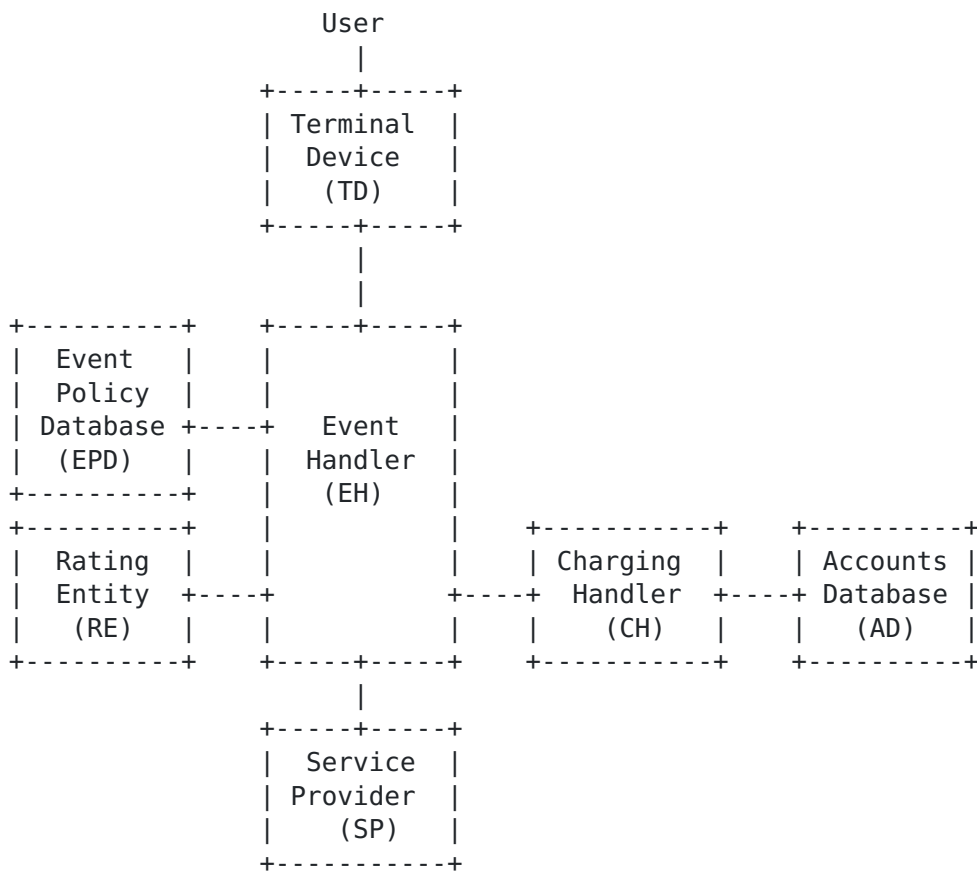 User
Terminal
Device
(TD)
Event
Policy
Database
(EPD)
Event
Handler
(EH)
Rating
Entity
(RE)
Charging
Handler
(CH)
Accounts
Database
(AD)
Service
Provider
(SP)